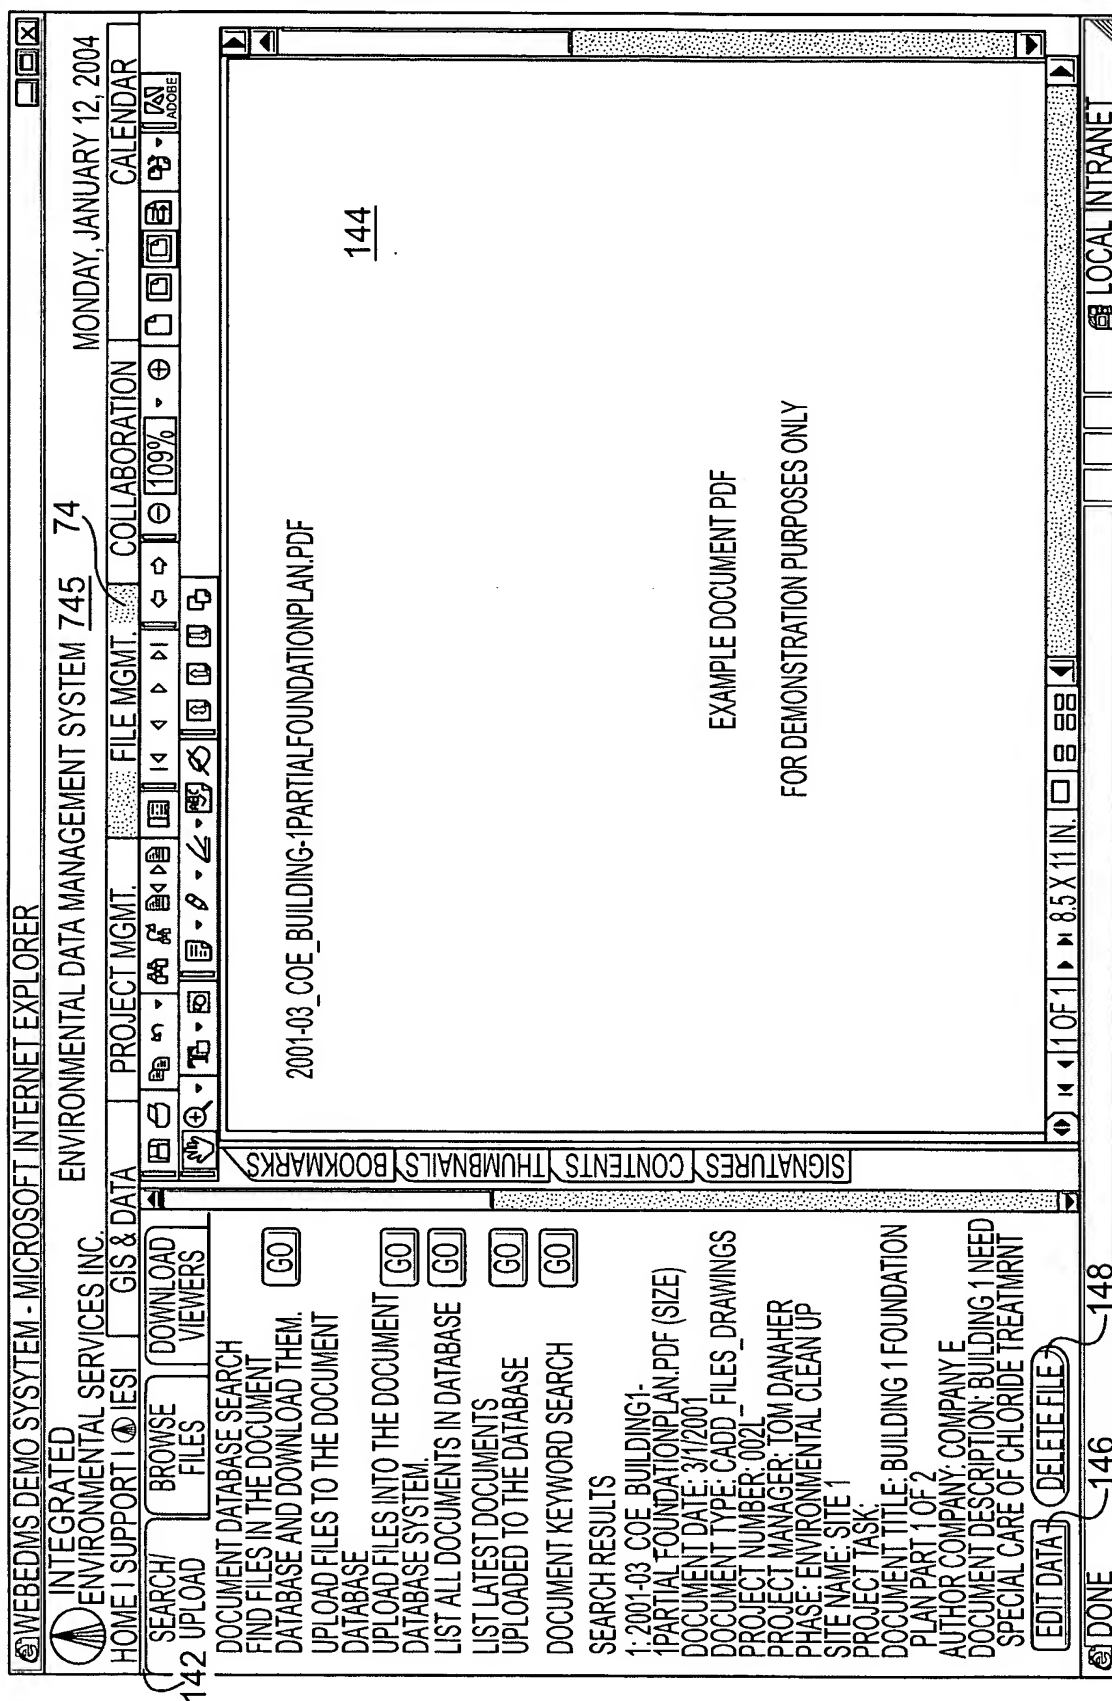 WEBEDMS DEMO SYSYTEM - MICROSOFT INTERNET EXPLORER
INTEGRATED
ENVIRONMENTAL SERVICES INC.
ENVIRONMENTAL DATA MANAGEMENT SYSTEM 745
74
MONDAY, JANUARY 12, 2004
HOME I SUPPORT I IESI
GIS & DATA
PROJECT MGMT.
FILE MGMT.
COLLABORATION
CALENDAR
142
SEARCH/
UPLOAD
BROWSE
FILES
DOWNLOAD
VIEWERS
109%
ADOBE
ABC
DOCUMENT DATABASE SEARCH
FIND FILES IN THE DOCUMENT
DATABASE AND DOWNLOAD THEM.
GO
UPLOAD FILES TO THE DOCUMENT
DATABASE
UPLOAD FILES INTO THE DOCUMENT
DATABASE SYSTEM.
GO
LIST ALL DOCUMENTS IN DATABASE
GO
LIST LATEST DOCUMENTS
UPLOADED TO THE DATABASE
GO
DOCUMENT KEYWORD SEARCH
GO
SEARCH RESULTS
1: 2001-03_COE_BUILDING1-
1PARTIAL FOUNDATIONPLAN.PDF (SIZE)
DOCUMENT DATE: 3/1/2001
DOCUMENT TYPE: CADD_FILES_DRAWINGS
PROJECT NUMBER: 002L
PROJECT MANAGER: TOM DANAHER
PHASE: ENVIRONMENTAL CLEAN UP
SITE NAME: SITE 1
PROJECT TASK:
DOCUMENT TITLE: BUILDING 1 FOUNDATION
PLAN PART 1 OF 2
AUTHOR COMPANY: COMPANY E
DOCUMENT DESCRIPTION: BUILDING 1 NEED
SPECIAL CARE OF CHLORIDE TREATMRNT
EDIT DATA
DELETE FILE
146
148
BOOKMARKS
THUMBNAILS
CONTENTS
SIGNATURES
2001-03_COE_BUILDING-1PARTIALFOUNDATIONPLAN.PDF
144
EXAMPLE DOCUMENT PDF
FOR DEMONSTRATION PURPOSES ONLY
1 OF 1
8.5 X 11 IN.
DONE
LOCAL INTRANET